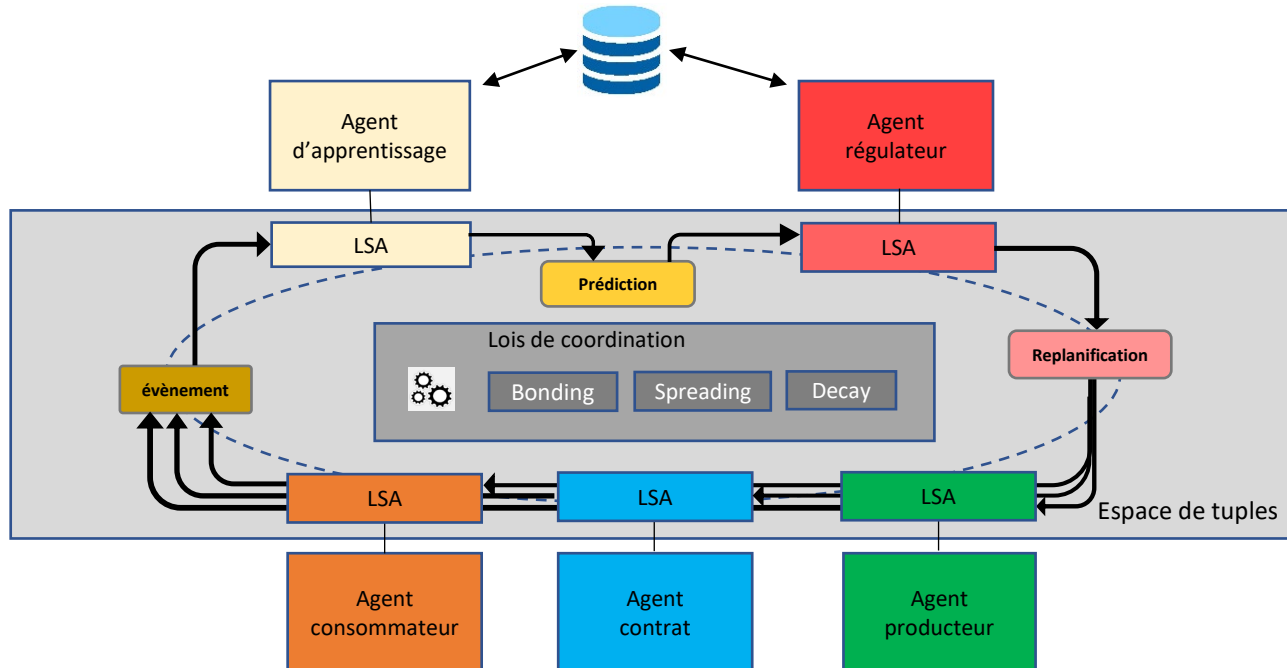 Agent
d'apprentissage
Agent
régulateur
LSA
LSA
Prédiction
Lois de coordination
Replanification
évènement
Bonding
Spreading
Decay
LSA
LSA
LSA
Espace de tuples
Agent
consommateur
Agent
contrat
Agent
producteur